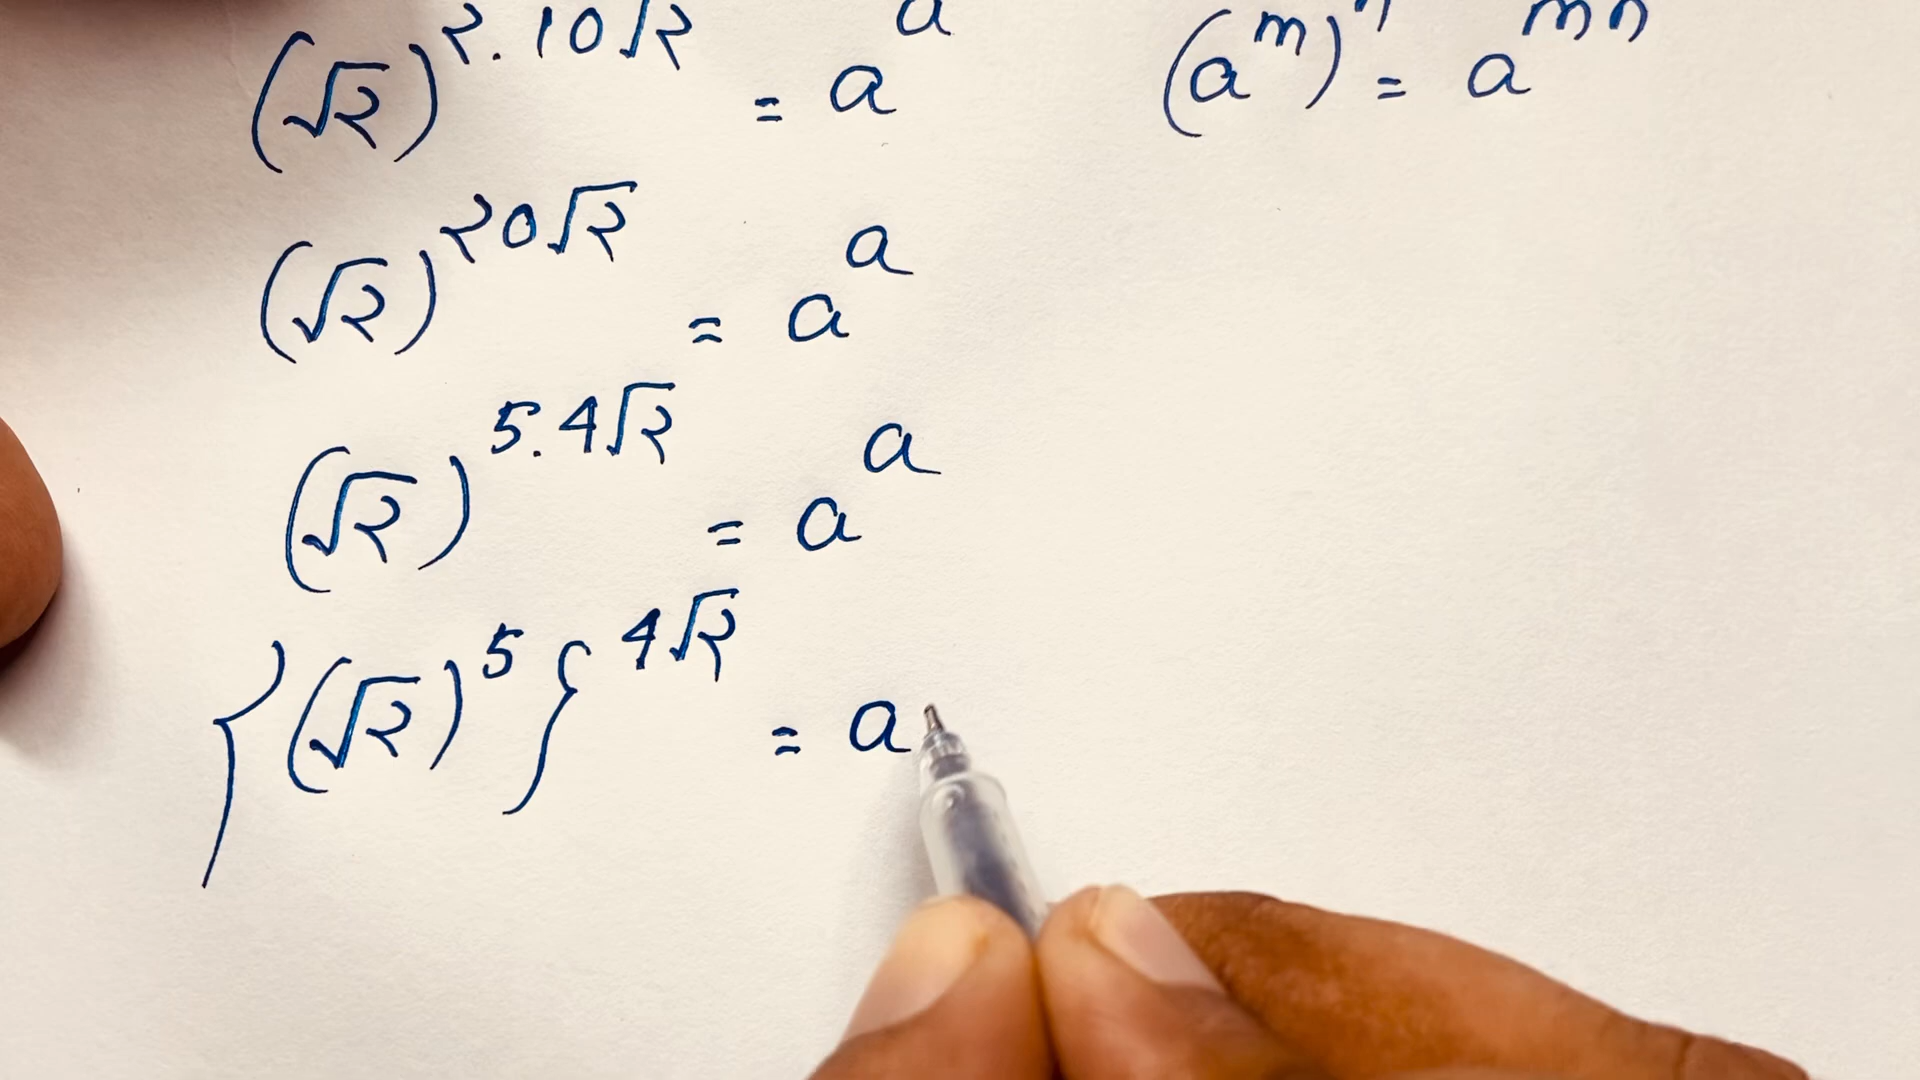 (√2)^2.10√2 = a^a (a^m)^n = a^mn
(√2)^20√2 = a^a
(√2)^5.4√2 = a^a
{(√2)^5}^4√2 = a